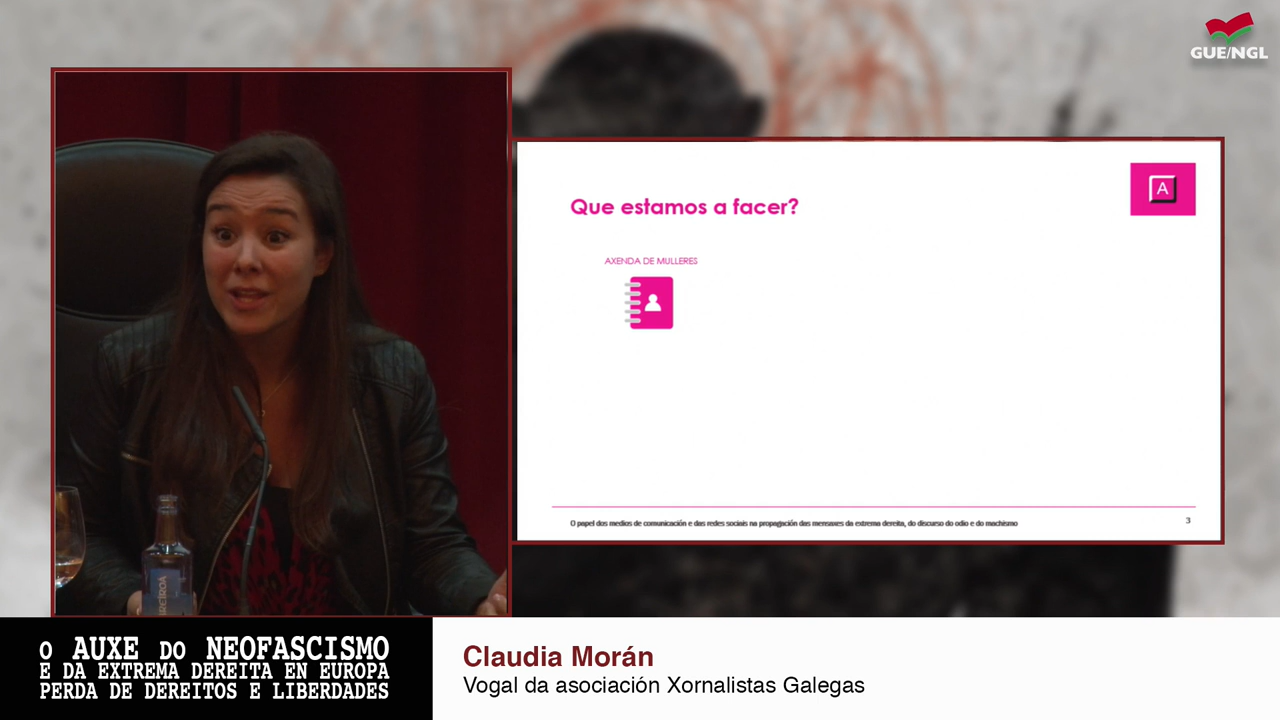 GUE/NGL
Que estamos a facer?
A
AXENDA DE MULLERES
O papel dos medios de comunicación e das redes sociais na propagación das mensaxes da extrema dereita, do discurso do odio e do machismo
3
O AUXE DO NEOFASCISMO
E DA EXTREMA DEREITA EN EUROPA
PERDA DE DEREITOS E LIBERDADES
Claudia Morán
Vogal da asociación Xornalistas Galegas